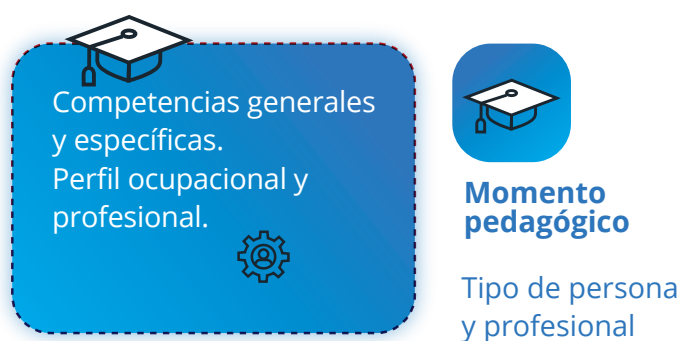 Competencias generales
y específicas.
Perfil ocupacional y
profesional.
Momento
pedagógico
Tipo de persona
y profesional